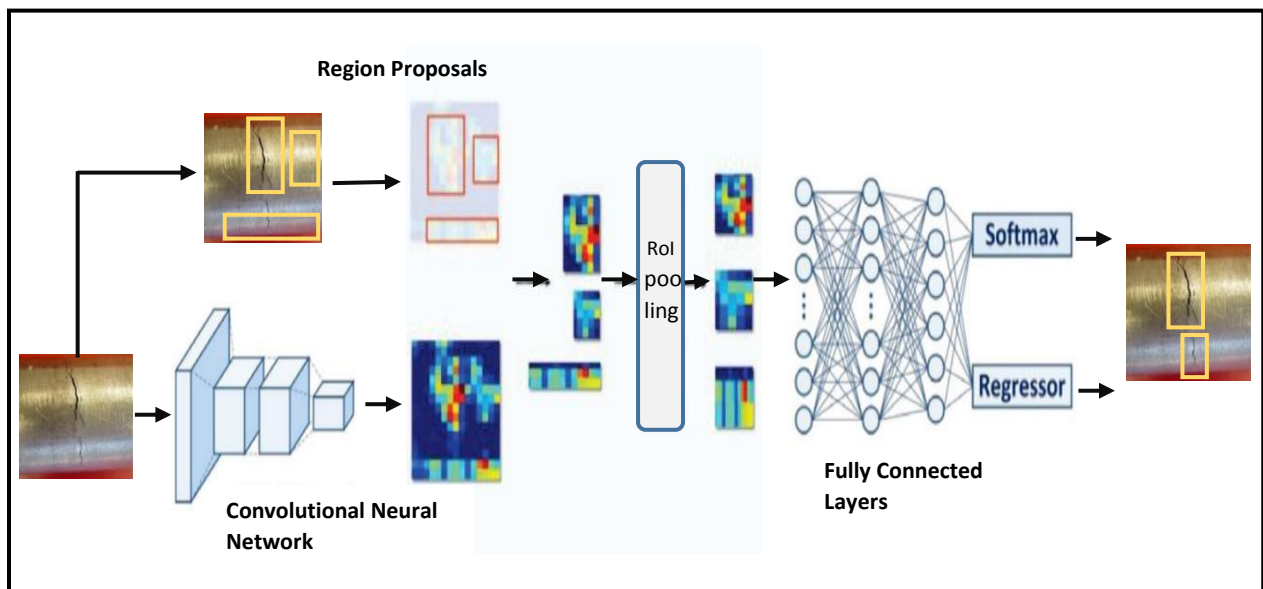 Region Proposals
RoI
poo
ling
Softmax
Regressor
Convolutional Neural
Network
Fully Connected
Layers